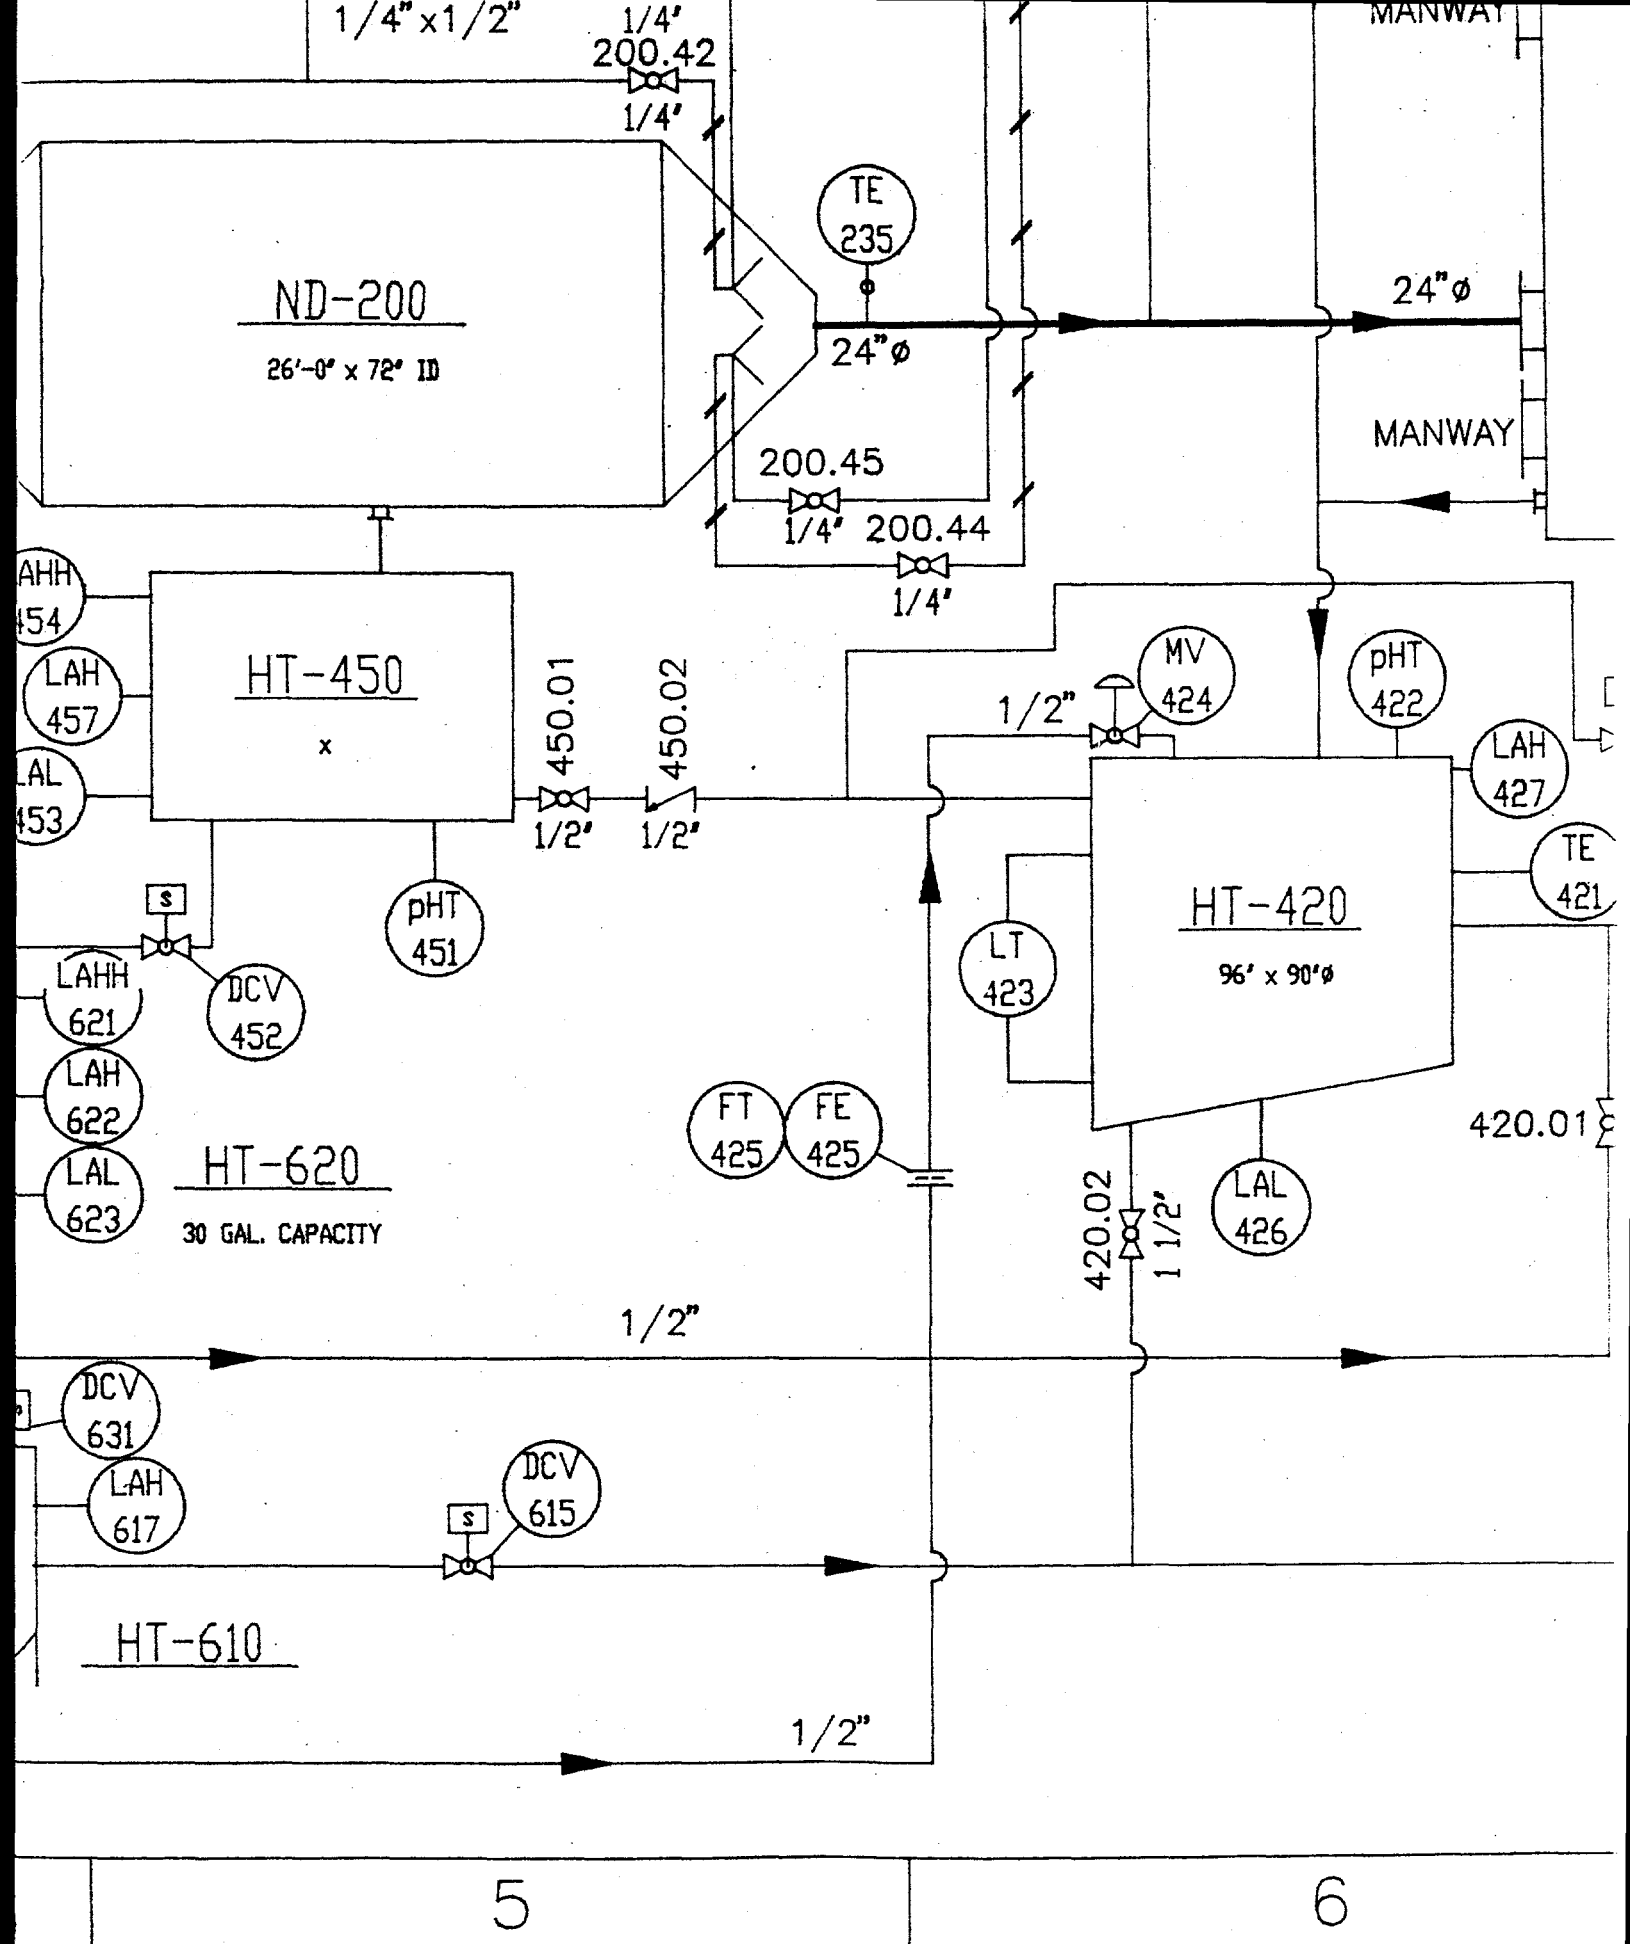 1/4"x1/2"
1/4"
200.42
1/4"
MANWAY
TE
235
ND-200
26'-0" x 72" ID
24"ø
24"ø
MANWAY
200.45
1/4"
200.44
1/4"
AHH
454
LAH
457
LAL
453
HT-450
x
450.01
1/2"
450.02
1/2"
1/2"
MV
424
pHT
422
LAH
427
TE
421
HT-420
96" x 90"ø
LT
423
S
DCV
452
pHT
451
LAHH
621
LAH
622
LAL
623
HT-620
30 GAL. CAPACITY
FT
425
FE
425
420.02
1 1/2"
LAL
426
420.01
1/2"
DCV
631
LAH
617
S
DCV
615
HT-610
1/2"
5
6